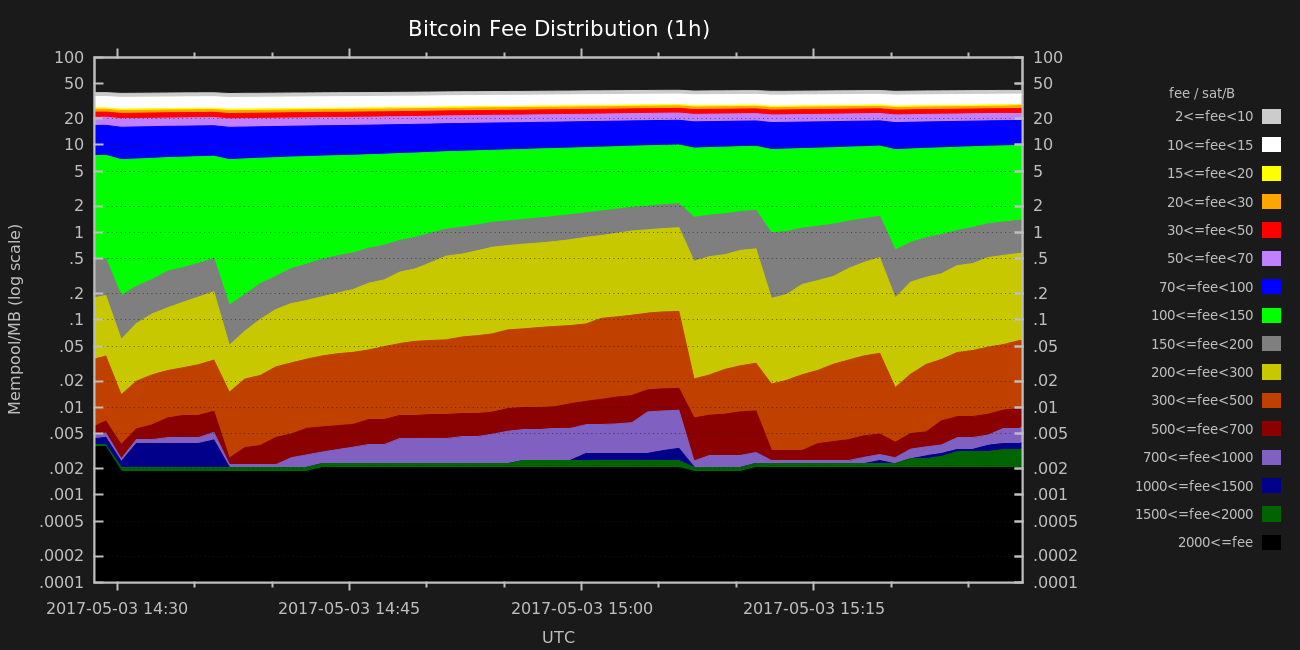 Bitcoin Fee Distribution (1h)
100
50
20
10
5
2
1
.5
.2
.1
.05
.02
.01
.005
.002
.001
.0005
.0002
.0001
Mempool/MB (log scale)
100
50
20
10
5
2
1
.5
.2
.1
.05
.02
.01
.005
.002
.001
.0005
.0002
.0001
2017-05-03 14:30
2017-05-03 14:45
2017-05-03 15:00
2017-05-03 15:15
UTC
fee / sat/B
2<=fee<10
10<=fee<15
15<=fee<20
20<=fee<30
30<=fee<50
50<=fee<70
70<=fee<100
100<=fee<150
150<=fee<200
200<=fee<300
300<=fee<500
500<=fee<700
700<=fee<1000
1000<=fee<1500
1500<=fee<2000
2000<=fee